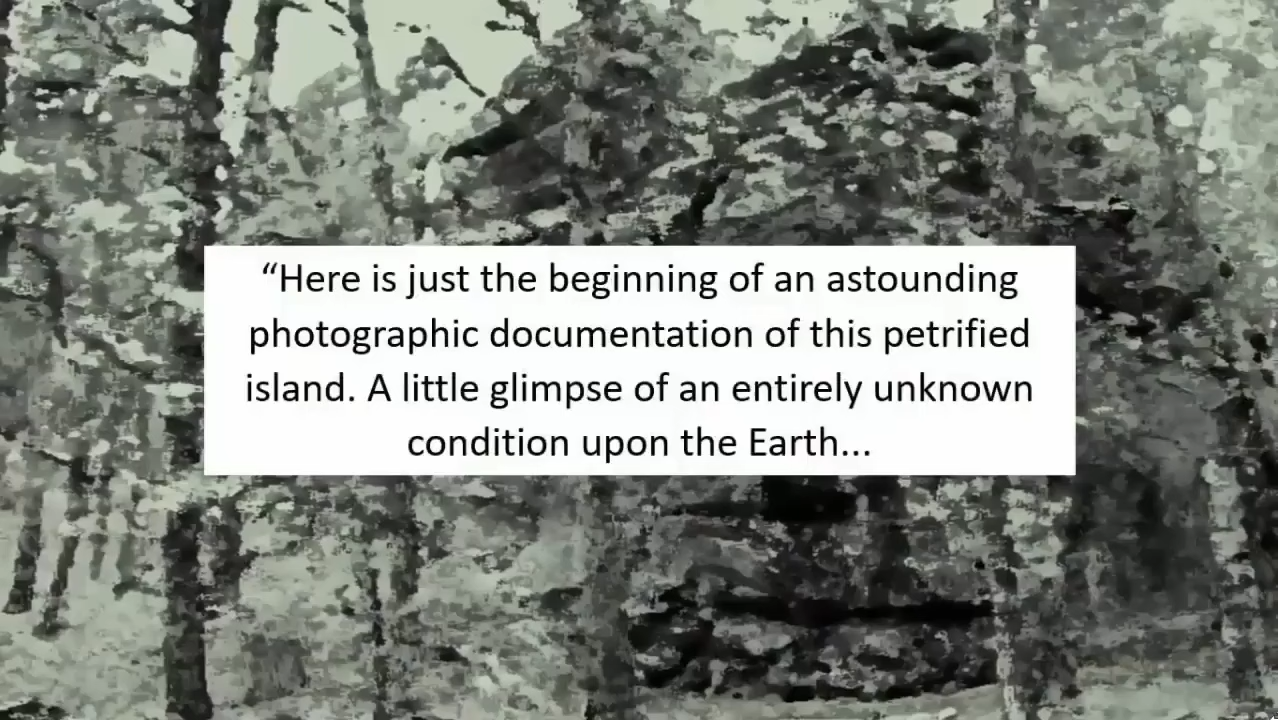 “Here is just the beginning of an astounding
photographic documentation of this petrified
island. A little glimpse of an entirely unknown
condition upon the Earth...